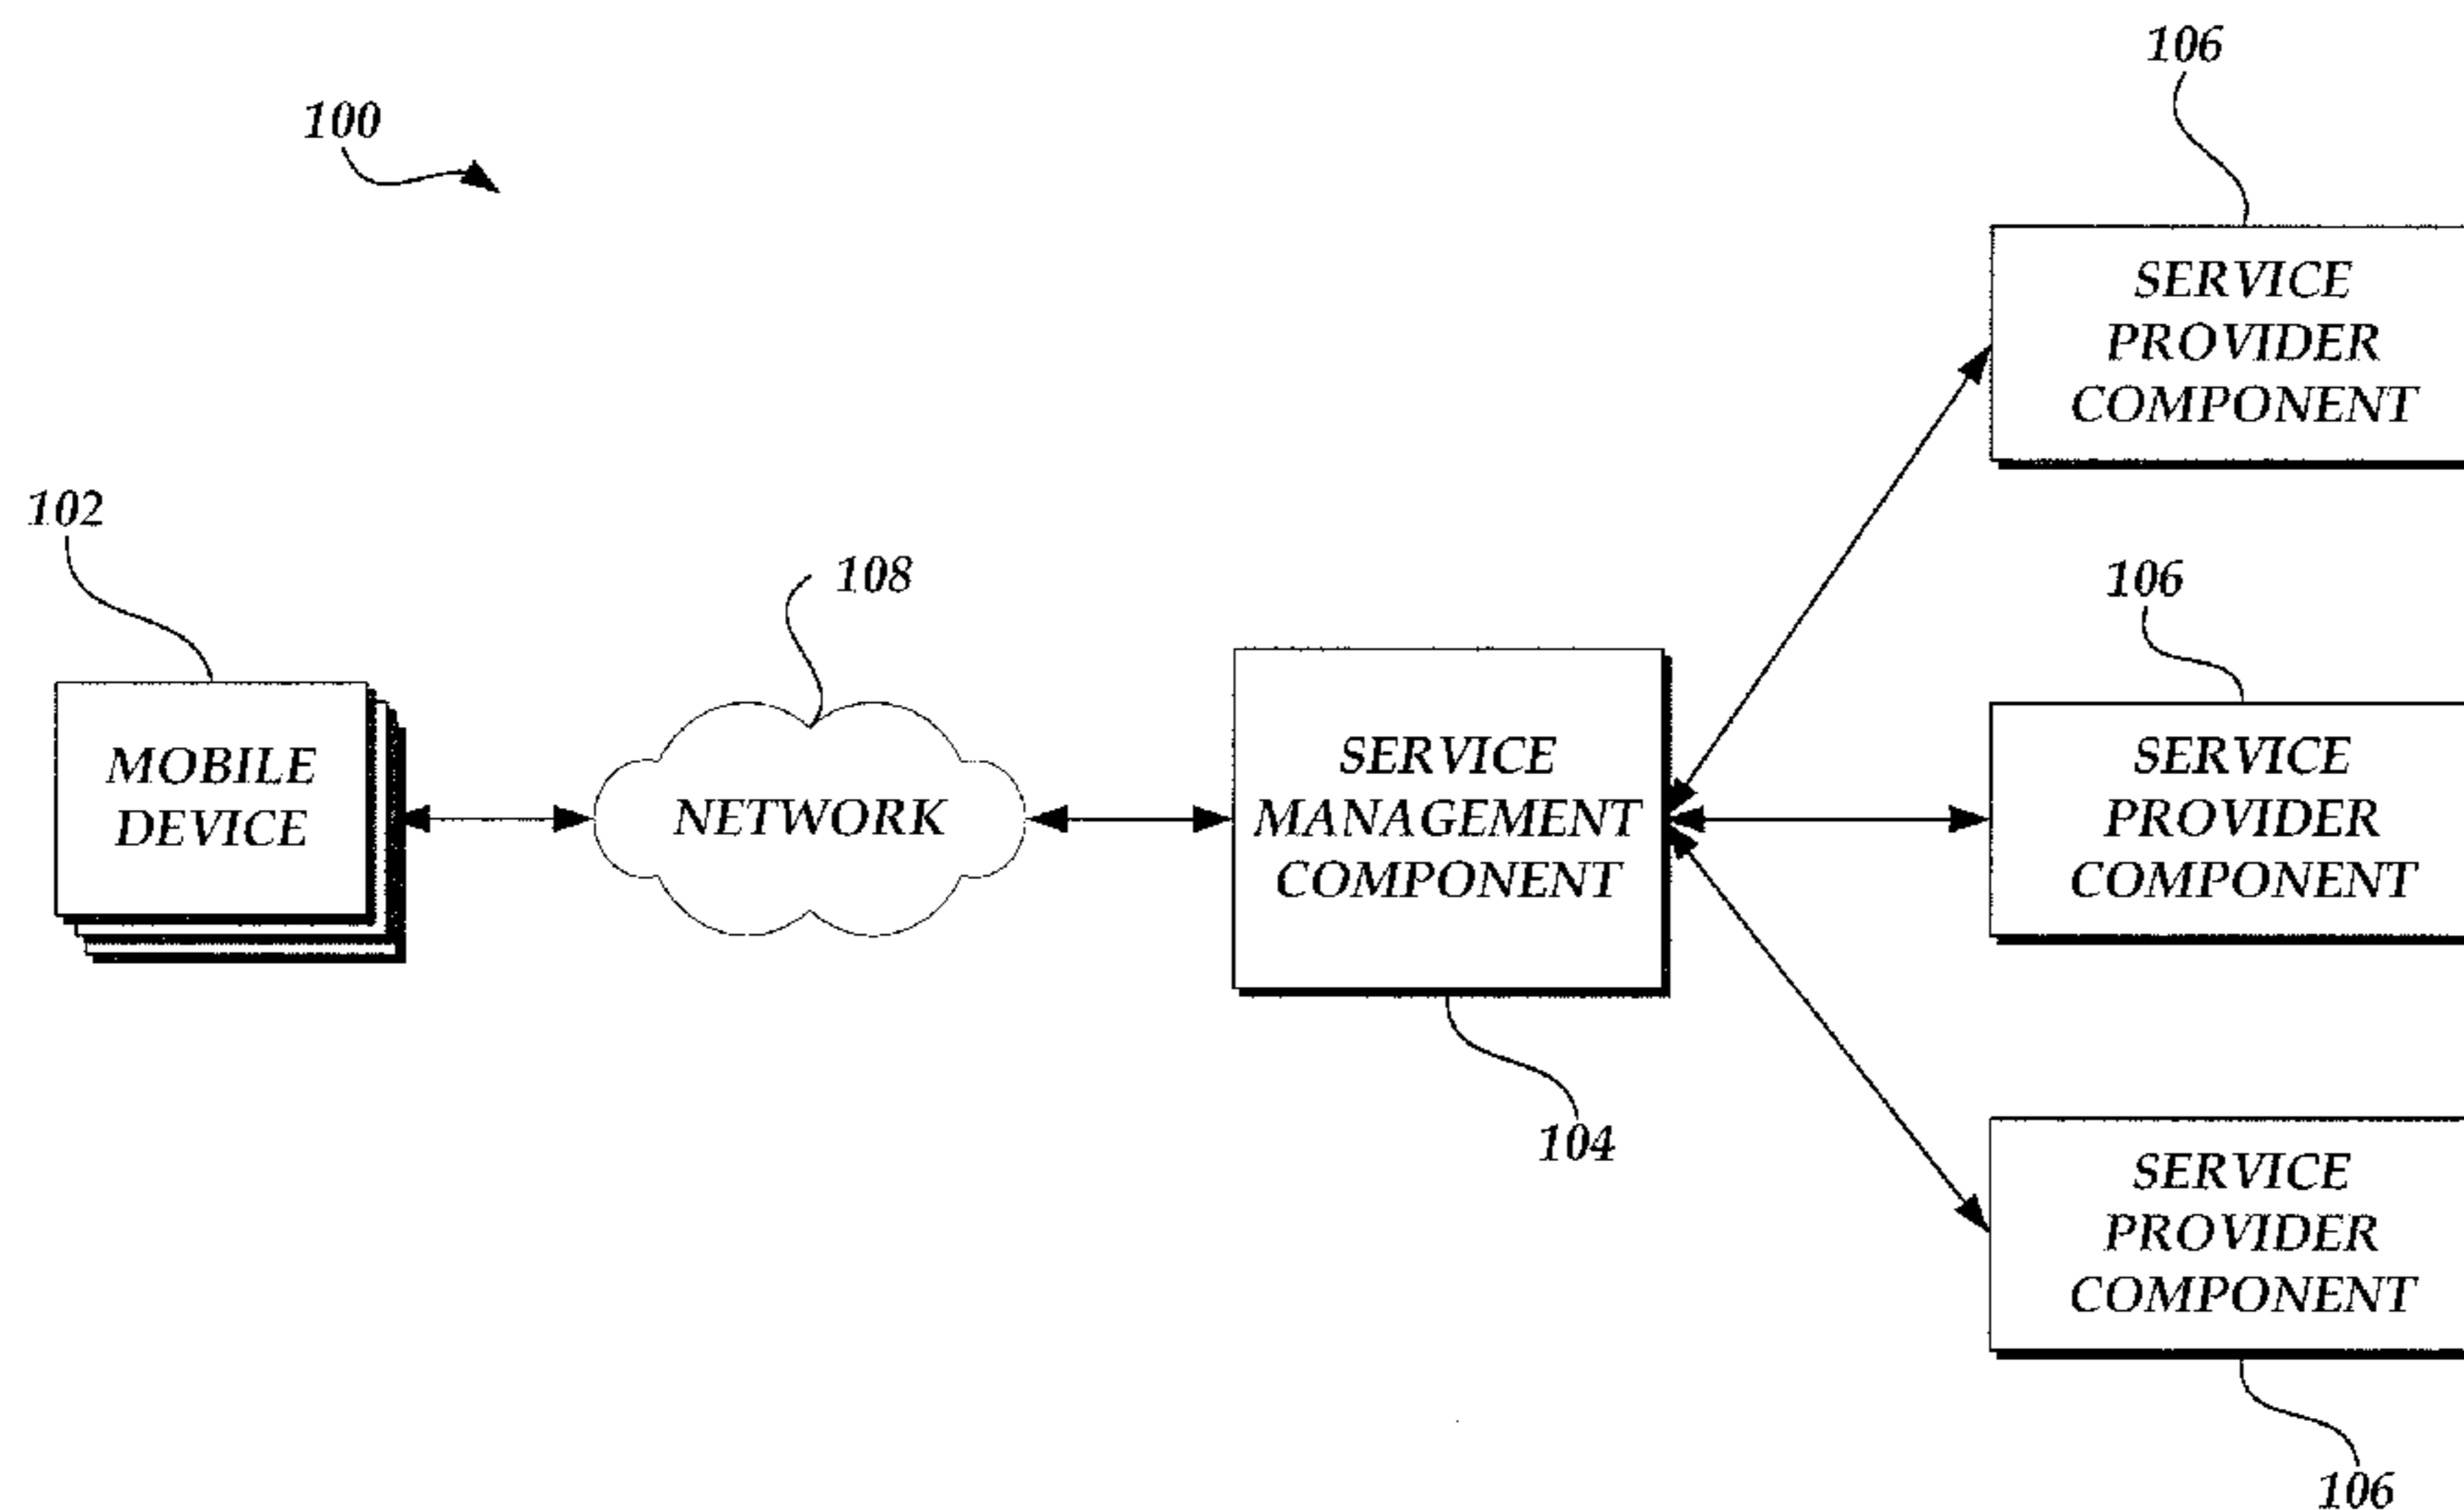 106
100
SERVICE
PROVIDER
COMPONENT
102
108
106
MOBILE
DEVICE
NETWORK
SERVICE
MANAGEMENT
COMPONENT
SERVICE
PROVIDER
COMPONENT
104
SERVICE
PROVIDER
COMPONENT
106